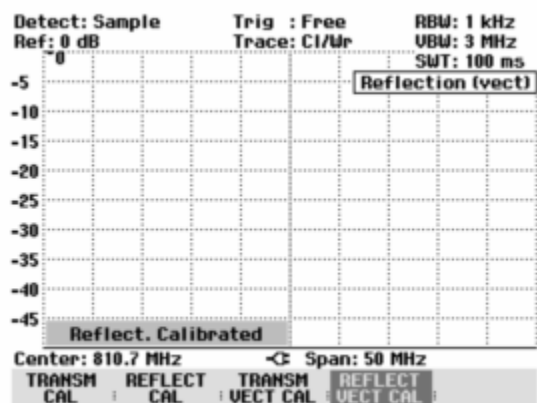 Detect: Sample Trig : Free RBW: 1 kHz
Ref: 0 dB Trace: Cl/Wr VBW: 3 MHz
0 SWT: 100 ms
-5 Reflection (vect)
-10
-15
-20
-25
-30
-35
-40
-45
Reflect. Calibrated
Center: 810.7 MHz Span: 50 MHz
TRANSM REFLECT TRANSM REFLECT
CAL CAL VECT CAL VECT CAL